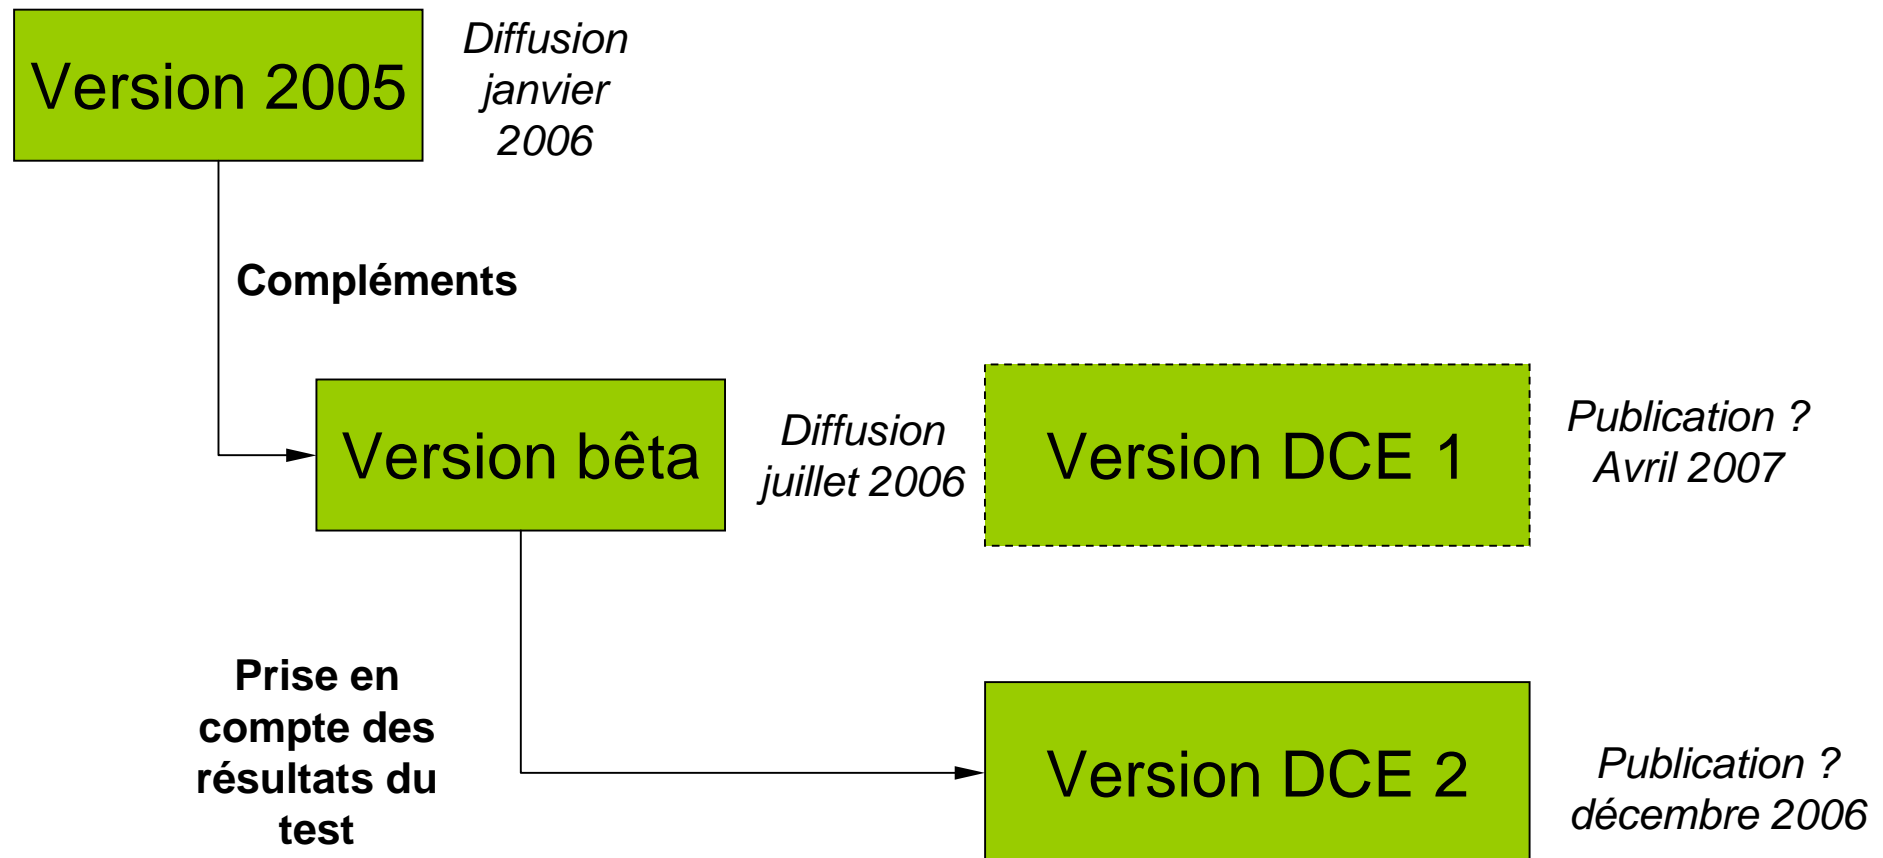 Version 2005
Diffusion
janvier
2006
Compléments
Version bêta
Diffusion
juillet 2006
Version DCE 1
Publication ?
Avril 2007
Prise en
compte des
résultats du
test
Version DCE 2
Publication ?
décembre 2006